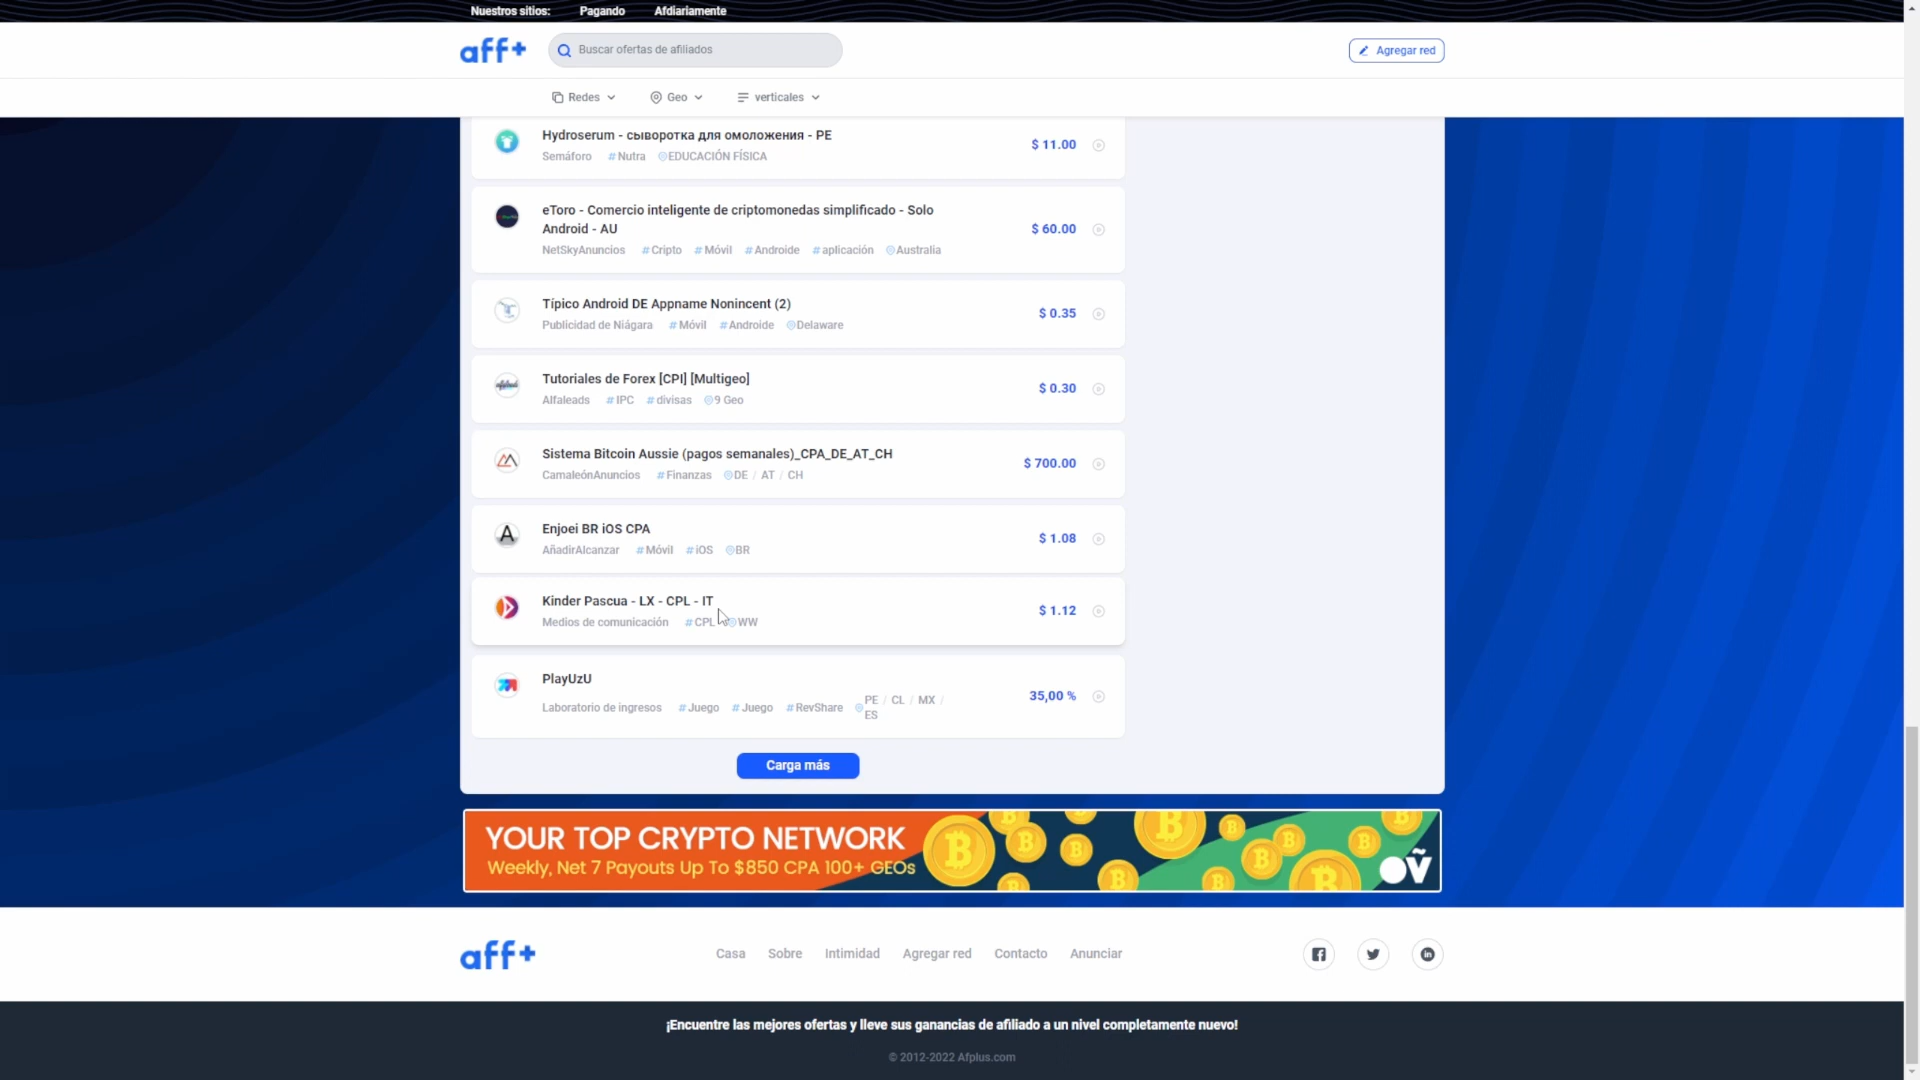 Nuestros sitios: Pagando Afdiariamente
aff+ Buscar ofertas de afiliados Agregar red
Redes Geo verticales
Hydroserum - сыворотка для омоложения - PE
Semáforo #Nutra EDUCACIÓN FÍSICA
$ 11.00
eToro - Comercio inteligente de criptomonedas simplificado - Solo
Android - AU
NetSkyAnuncios #Cripto #Móvil #Androide #aplicación Australia
$ 60.00
Típico Android DE Appname Nonincent (2)
Publicidad de Niágara #Móvil #Androide Delaware
$ 0.35
Tutoriales de Forex [CPI] [Multigeo]
Alfaleads #IPC #divisas 9 Geo
$ 0.30
Sistema Bitcoin Aussie (pagos semanales)_CPA_DE_AT_CH
CamaleónAnuncios #Finanzas DE / AT / CH
$ 700.00
Enjoei BR iOS CPA
AñadirAlcanzar #Móvil #iOS BR
$ 1.08
Kinder Pascua - LX - CPL - IT
Medios de comunicación #CPL WW
$ 1.12
PlayUzU
Laboratorio de ingresos #Juego #Juego #RevShare PE / CL / MX /
ES
35,00 %
Carga más
YOUR TOP CRYPTO NETWORK
Weekly, Net 7 Payouts Up To $850 CPA 100+ GEOs
aff+ Casa Sobre Intimidad Agregar red Contacto Anunciar
¡Encuentre las mejores ofertas y lleve sus ganancias de afiliado a un nivel completamente nuevo!
© 2012-2022 Afplus.com